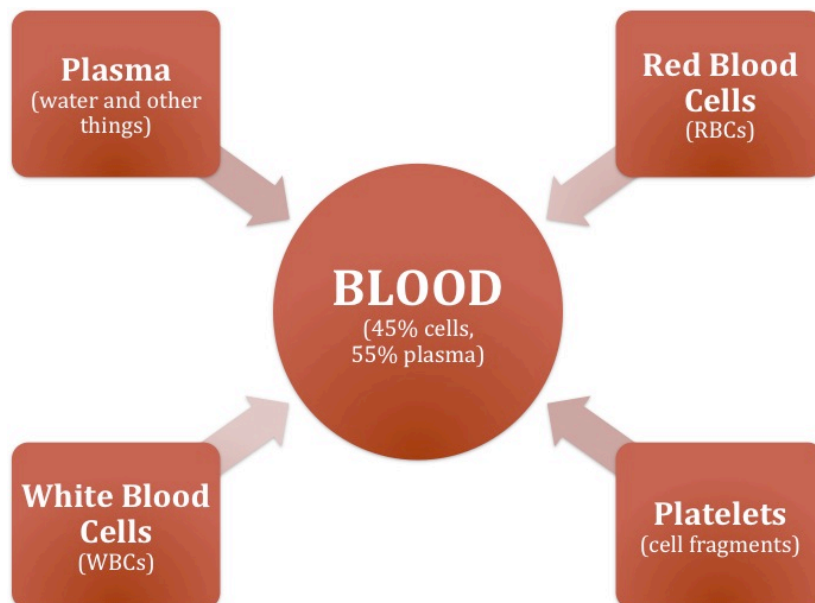 Plasma
(water and other
things)
Red Blood
Cells
(RBCs)
BLOOD
(45% cells,
55% plasma)
White Blood
Cells
(WBCs)
Platelets
(cell fragments)